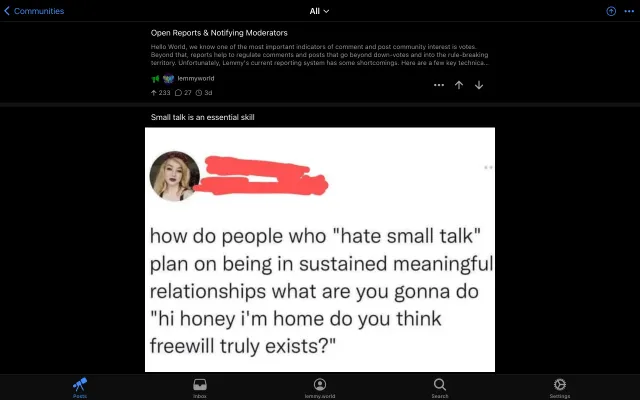 Communities
All
Open Reports & Notifying Moderators
Hello World, we know one of the most important indicators of comment and post community interest is votes.
Beyond that, reports help to regulate comments and posts that go beyond down-votes and into the rule-breaking
territory. Unfortunately, Lemmy's current reporting system has some shortcomings. Here are a few key technica...
lemmyworld
233 27 3d
Small talk is an essential skill
how do people who "hate small talk"
plan on being in sustained meaningful
relationships what are you gonna do
"hi honey i'm home do you think
freewill truly exists?"
Posts Inbox lemmy.world Search Settings